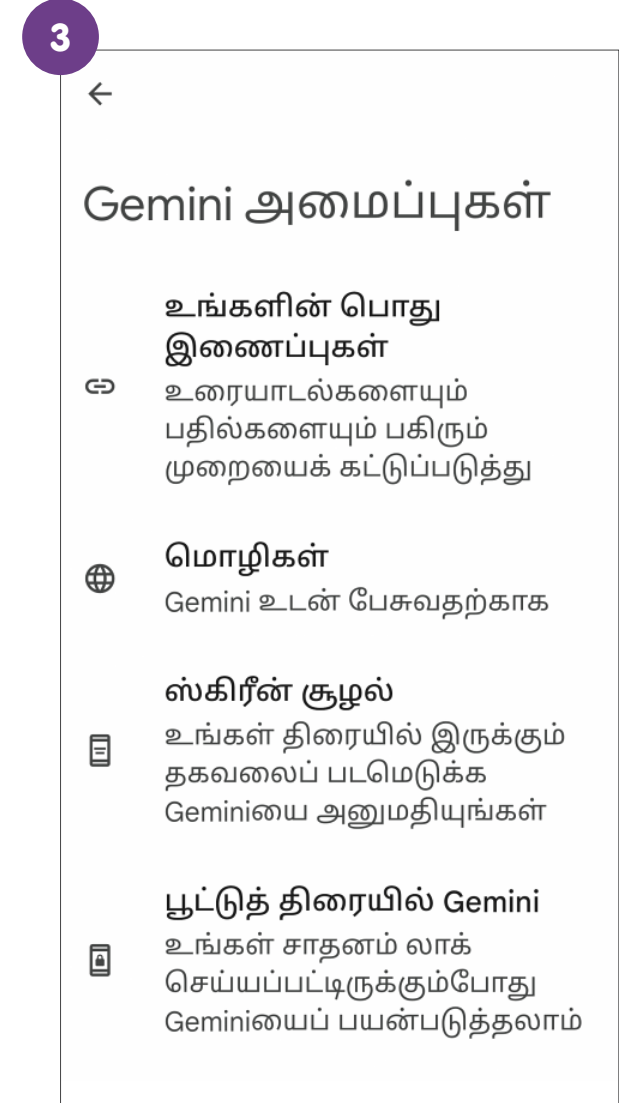 3
Gemini அமைப்புகள்
உங்களின் பொது
இணைப்புகள்
உரையாடல்களையும்
பதில்களையும் பகிரும்
முறையைக் கட்டுப்படுத்து
மொழிகள்
Gemini உடன் பேசுவதற்காக
ஸ்கிரீன் சூழல்
உங்கள் திரையில் இருக்கும்
தகவலைப் படமெடுக்க
Geminiயை அனுமதியுங்கள்
பூட்டுத் திரையில் Gemini
உங்கள் சாதனம் லாக்
செய்யப்பட்டிருக்கும்போது
Geminiயைப் பயன்படுத்தலாம்